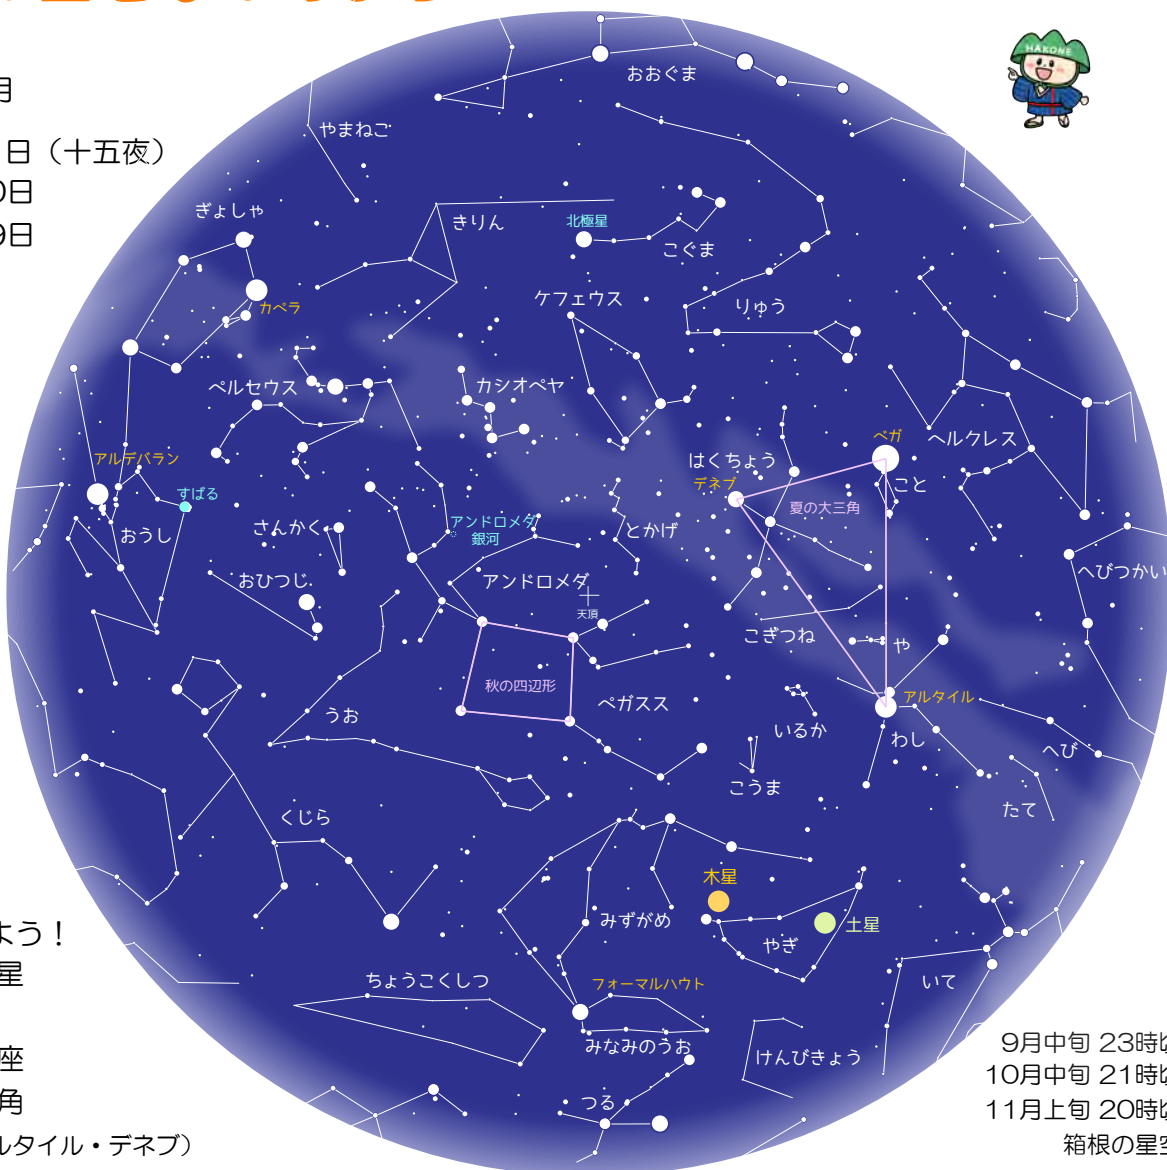 月
日（十五夜）
日
9日
HAKONE
おおぐま
やまねこ
ぎょしゃ
きりん
北極星
こぐま
カペラ
ケフェウス
りゅう
ペルセウス
カシオペヤ
ベガ
ヘルクレス
アルデバラン
はくちょう
デネブ
こと
すばる
夏の大三角
おうし
さんかく
アンドロメダ
銀河
とかげ
おひつじ
アンドロメダ
天頂
へびつかい
こぎつね
や
秋の四辺形
ペガスス
アルタイル
うお
いるか
わし
へび
こうま
たて
くじら
木星
みずがめ
やぎ
土星
よう！
星
ちょうこくしつ
フォーマルハウト
いて
みなみのうお
けんびきょう
座
角
つる
ルタイル・デネブ）
9月中旬 23時
10月中旬 21時
11月上旬 20時
箱根の星空